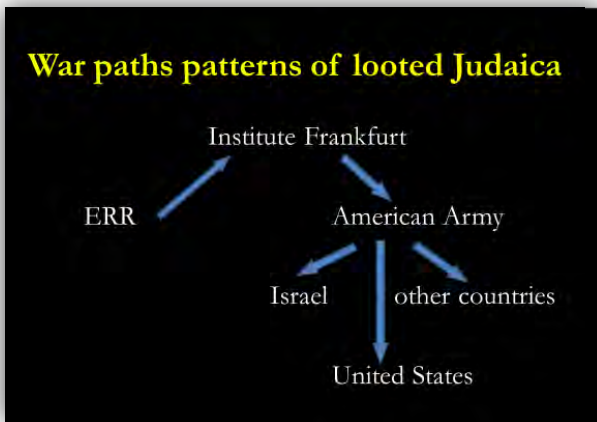 War paths patterns of looted Judaica
Institute Frankfurt
ERR
American Army
Israel
other countries
United States